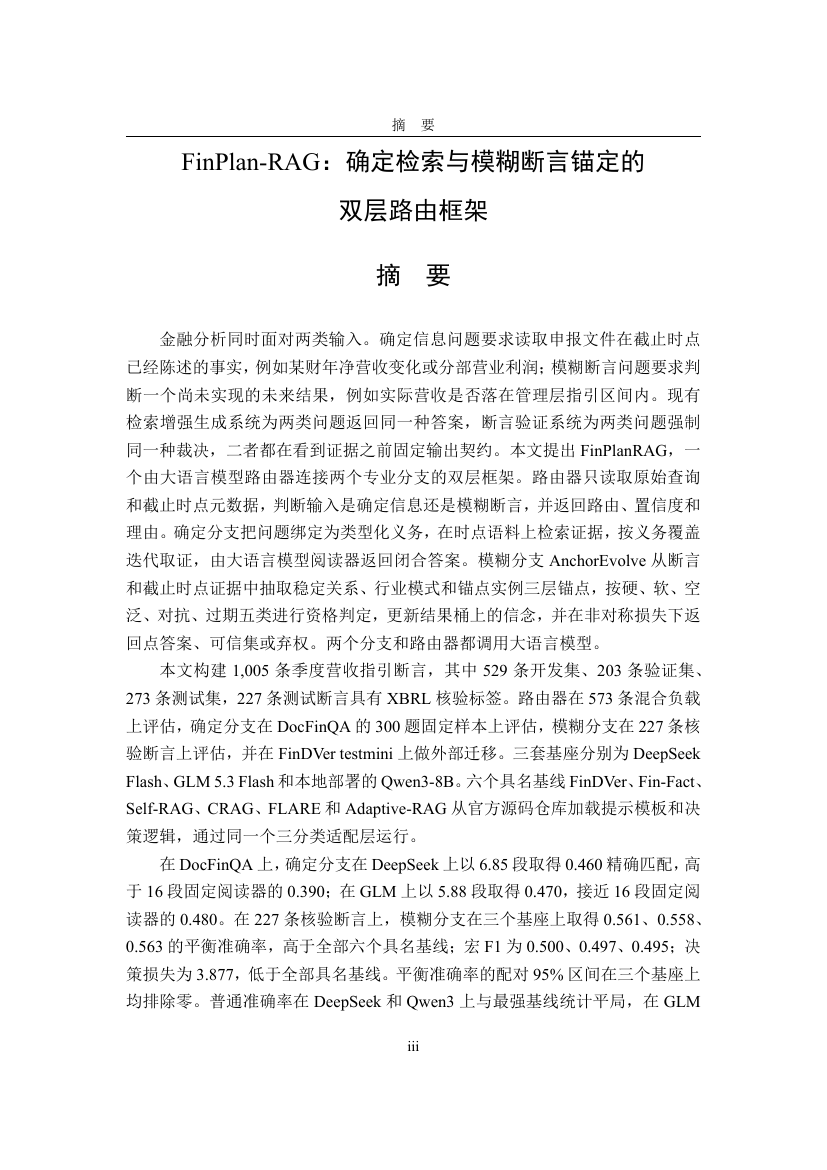 摘　要
FinPlan-RAG：确定检索与模糊断言锚定的
双层路由框架
摘　要
金融分析同时面对两类输入。确定信息问题要求读取申报文件在截止时点
已经陈述的事实，例如某财年净营收变化或分部营业利润；模糊断言问题要求判
断一个尚未实现的未来结果，例如实际营收是否落在管理层指引区间内。现有
检索增强生成系统为两类问题返回同一种答案，断言验证系统为两类问题强制
同一种裁决，二者都在看到证据之前固定输出契约。本文提出 FinPlanRAG，一
个由大语言模型路由器连接两个专业分支的双层框架。路由器只读取原始查询
和截止时点元数据，判断输入是确定信息还是模糊断言，并返回路由、置信度和
理由。确定分支把问题绑定为类型化义务，在时点语料上检索证据，按义务覆盖
迭代取证，由大语言模型阅读器返回闭合答案。模糊分支 AnchorEvolve 从断言
和截止时点证据中抽取稳定关系、行业模式和锚点实例三层锚点，按硬、软、空
泛、对抗、过期五类进行资格判定，更新结果桶上的信念，并在非对称损失下返
回点答案、可信集或弃权。两个分支和路由器都调用大语言模型。
本文构建 1,005 条季度营收指引断言，其中 529 条开发集、203 条验证集、
273 条测试集，227 条测试断言具有 XBRL 核验标签。路由器在 573 条混合负载
上评估，确定分支在 DocFinQA 的 300 题固定样本上评估，模糊分支在 227 条核
验断言上评估，并在 FinDVer testmini 上做外部迁移。三套基座分别为 DeepSeek
Flash、GLM 5.3 Flash 和本地部署的 Qwen3-8B。六个具名基线 FinDVer、Fin-Fact、
Self-RAG、CRAG、FLARE 和 Adaptive-RAG 从官方源码仓库加载提示模板和决
策逻辑，通过同一个三分类适配层运行。
在 DocFinQA 上，确定分支在 DeepSeek 上以 6.85 段取得 0.460 精确匹配，高
于 16 段固定阅读器的 0.390；在 GLM 上以 5.88 段取得 0.470，接近 16 段固定阅
读器的 0.480。在 227 条核验断言上，模糊分支在三个基座上取得 0.561、0.558、
0.563 的平衡准确率，高于全部六个具名基线；宏 F1 为 0.500、0.497、0.495；决
策损失为 3.877，低于全部具名基线。平衡准确率的配对 95% 区间在三个基座上
均排除零。普通准确率在 DeepSeek 和 Qwen3 上与最强基线统计平局，在 GLM
iii